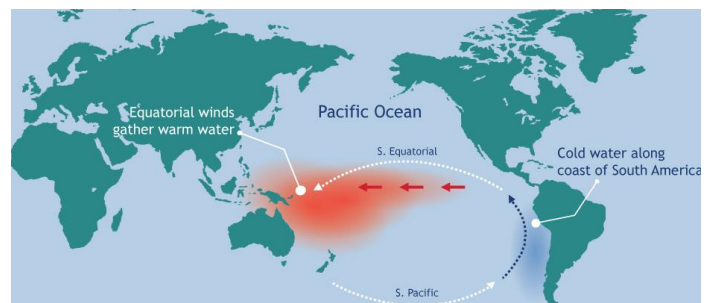 Equatorial winds
gather warm water
Pacific Ocean
S. Equatorial
Cold water along
coast of South America
S. Pacific